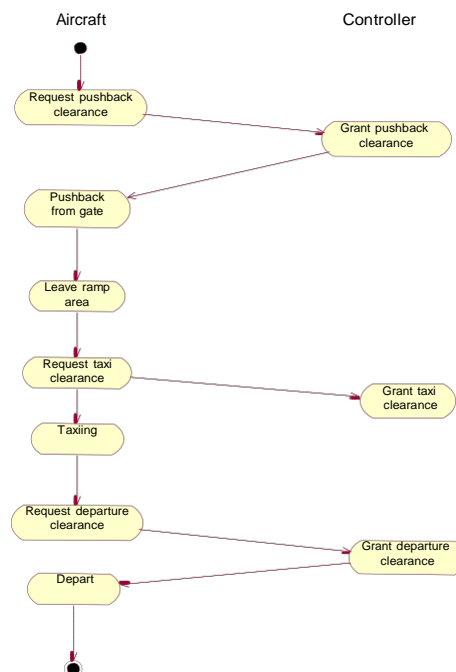 Aircraft
Controller
Request pushback
clearance
Grant pushback
clearance
Pushback
from gate
Leave ramp
area
Request taxi
clearance
Grant taxi
clearance
Taxiing
Request departure
clearance
Grant departure
clearance
Depart